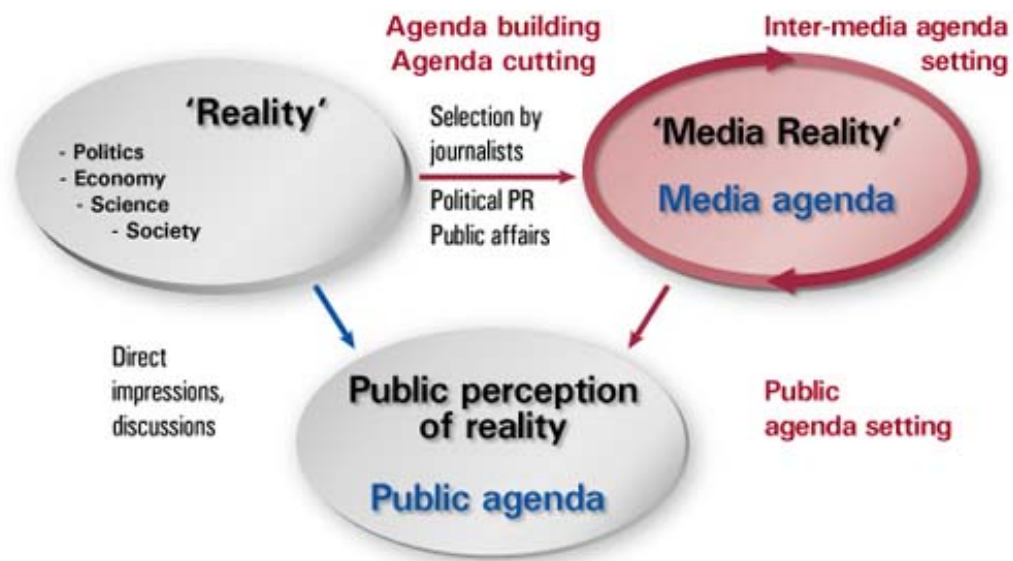 Agenda building
Agenda cutting
Inter-media agenda
setting
'Reality'
- Politics
- Economy
- Science
- Society
Selection by
journalists
Political PR
Public affairs
'Media Reality'
Media agenda
Direct
impressions,
discussions
Public perception
of reality
Public agenda
Public
agenda setting